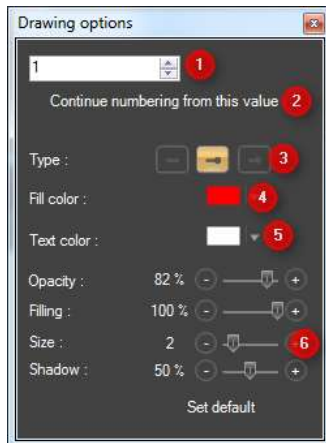 Drawing options
1 1
Continue numbering from this value 2
Type : 3
Fill color : 4
Text color : 5
Opacity : 82 % - +
Filling : 100 % - +
Size : 2 - 6
Shadow : 50 % - +
Set default